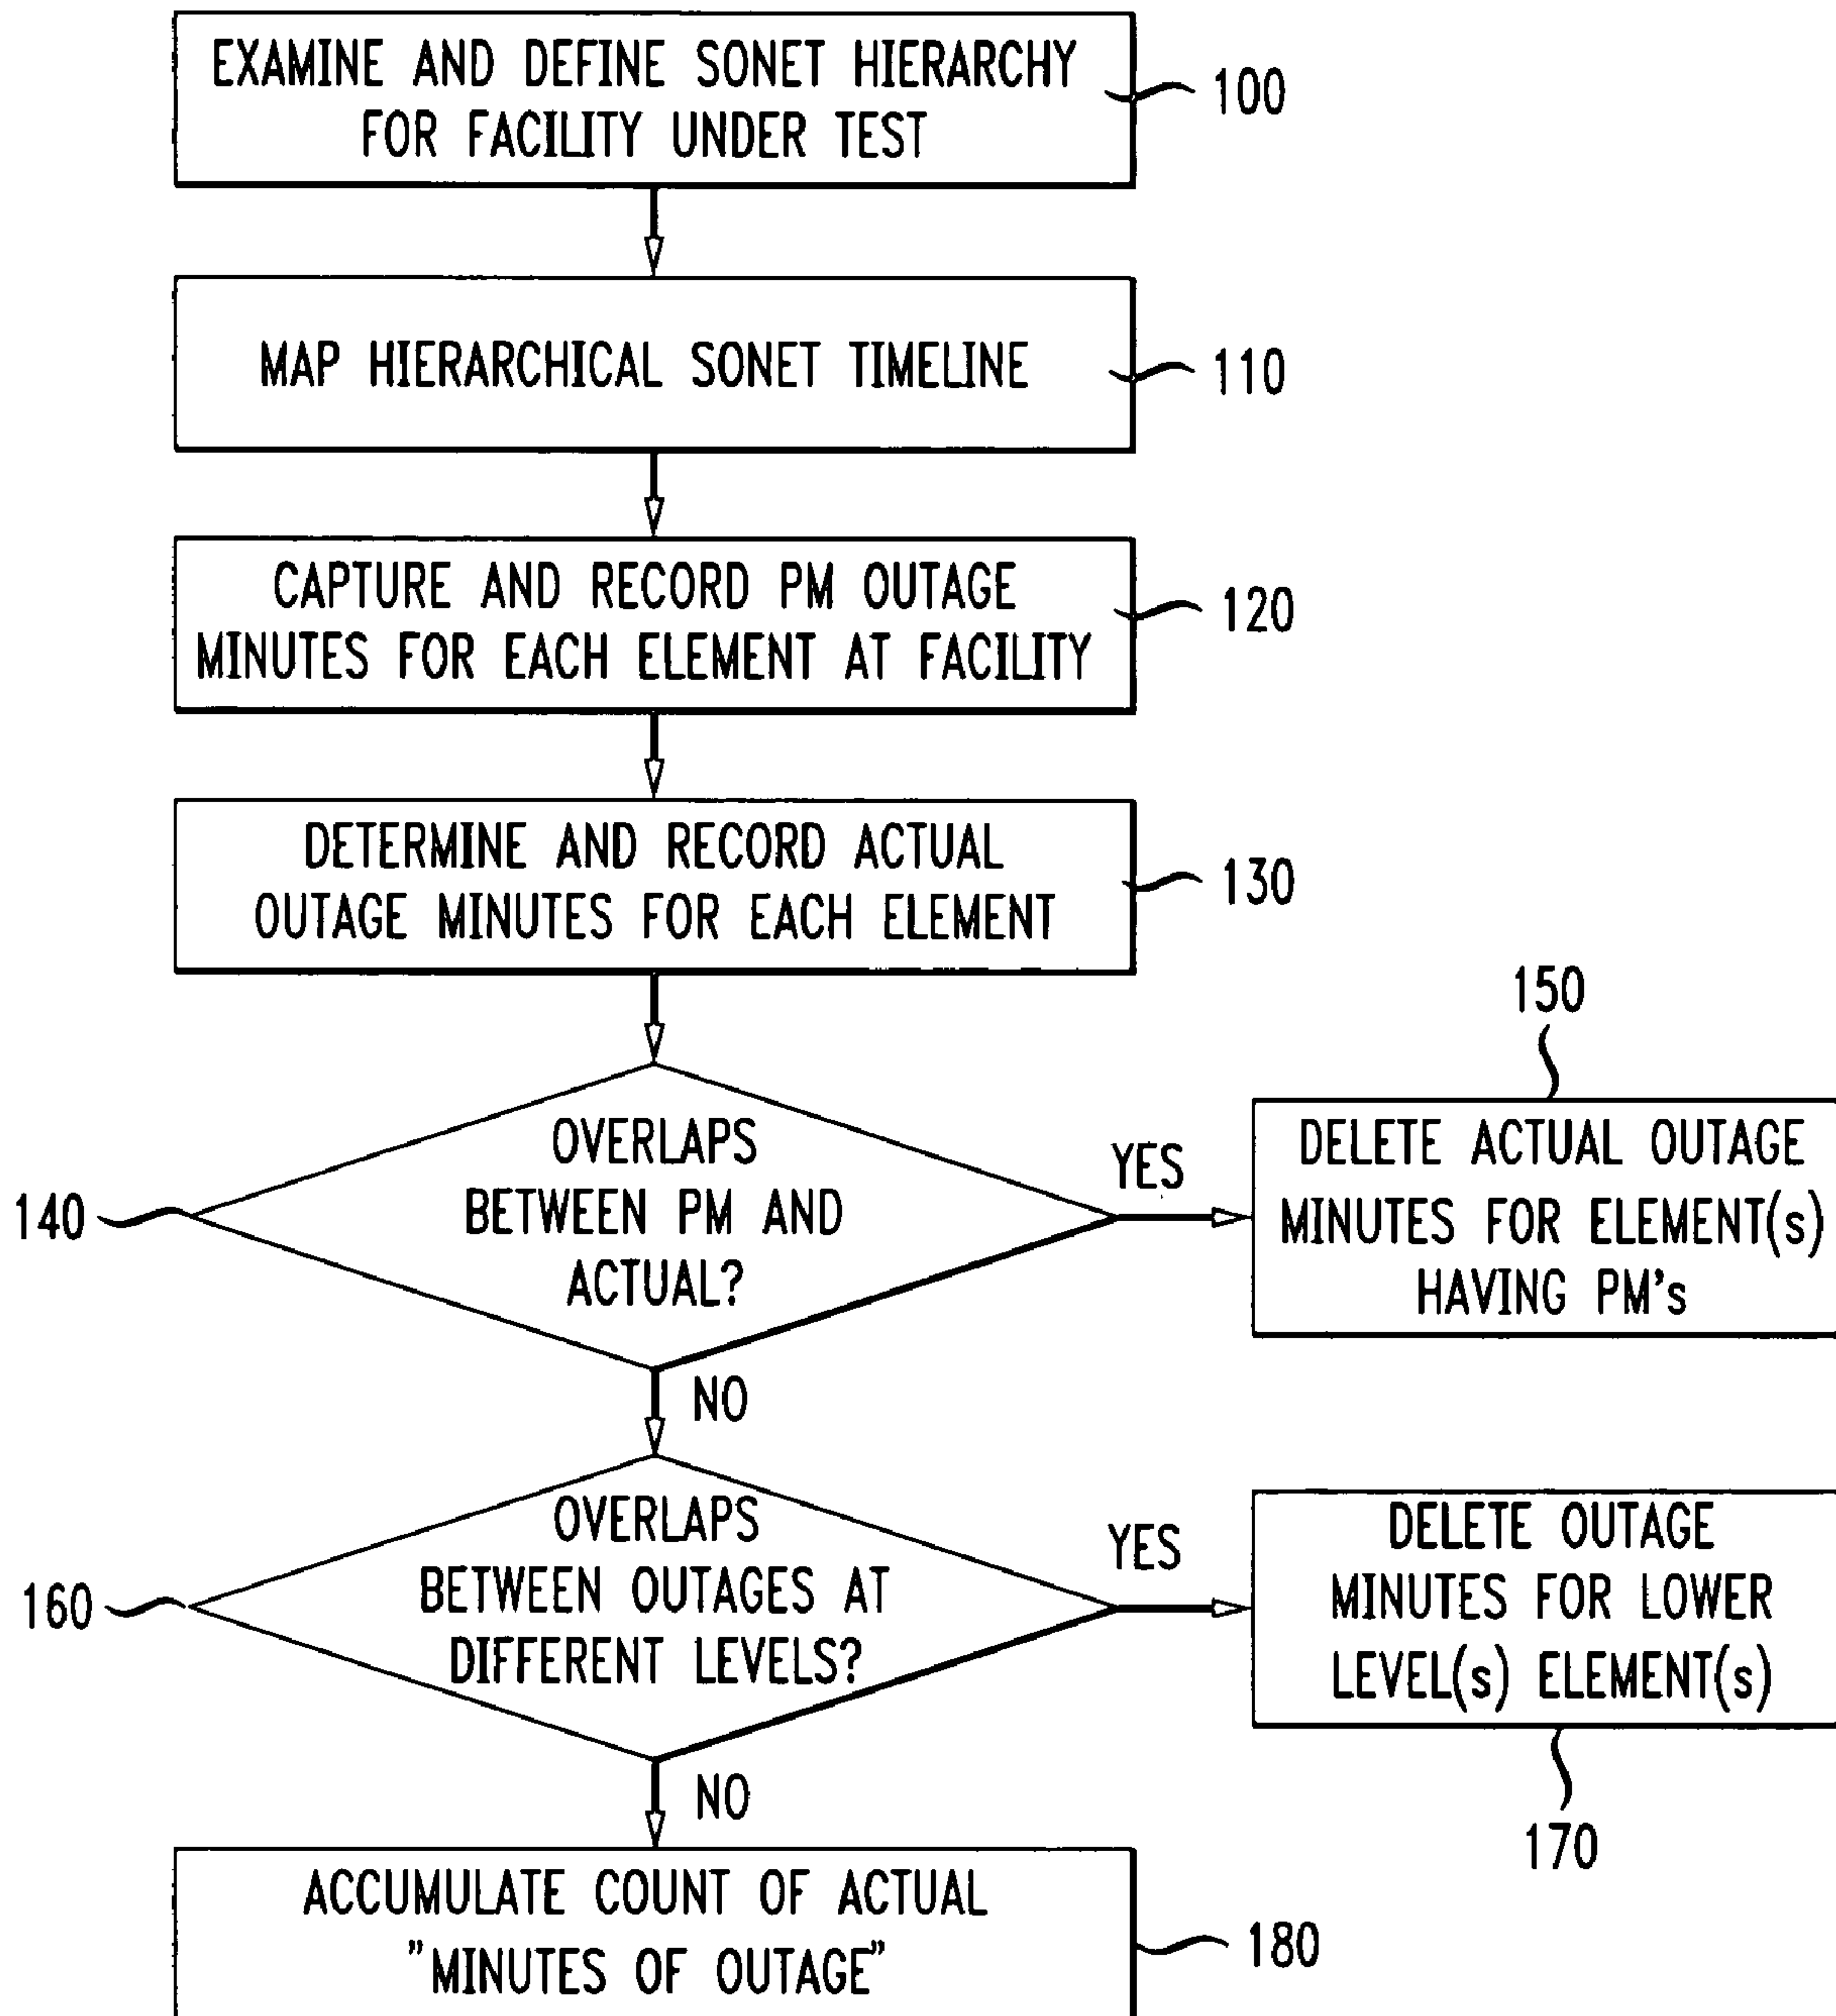 EXAMINE AND DEFINE SONET HIERARCHY
FOR FACILITY UNDER TEST
100
MAP HIERARCHICAL SONET TIMELINE
110
CAPTURE AND RECORD PM OUTAGE
MINUTES FOR EACH ELEMENT AT FACILITY
120
DETERMINE AND RECORD ACTUAL
OUTAGE MINUTES FOR EACH ELEMENT
130
OVERLAPS
BETWEEN PM AND
ACTUAL?
140
YES
150
DELETE ACTUAL OUTAGE
MINUTES FOR ELEMENT(s)
HAVING PM's
NO
OVERLAPS
BETWEEN OUTAGES AT
DIFFERENT LEVELS?
160
YES
DELETE OUTAGE
MINUTES FOR LOWER
LEVEL(s) ELEMENT(s)
170
NO
ACCUMULATE COUNT OF ACTUAL
"MINUTES OF OUTAGE"
180